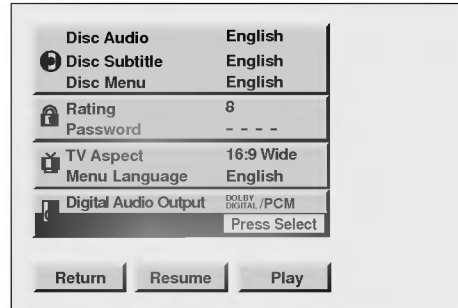 Disc Audio English
Disc Subtitle English
Disc Menu English
Rating 8
Password - - - -
TV Aspect 16:9 Wide
Menu Language English
Digital Audio Output DOLBY DIGITAL /PCM
Press Select
Return Resume Play